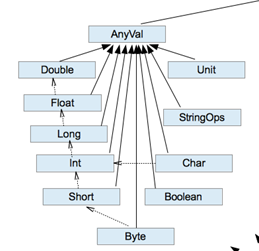 AnyVal
Double
Unit
Float
StringOps
Long
Int
Char
Short
Boolean
Byte